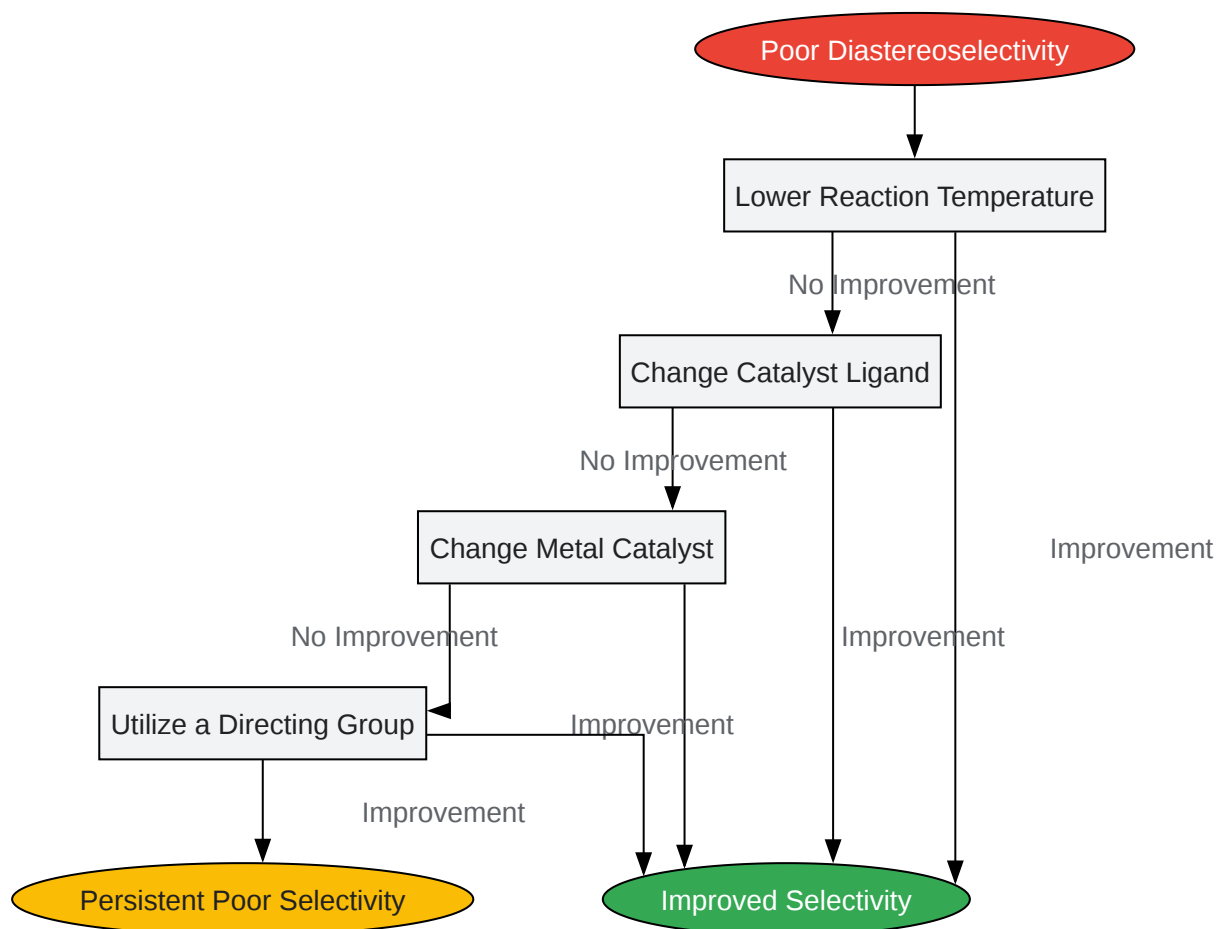 Poor Diastereoselectivity
Lower Reaction Temperature
No Improvement
Change Catalyst Ligand
No Improvement
Change Metal Catalyst
Improvement
No Improvement
Improvement
Utilize a Directing Group
Improvement
Improvement
Persistent Poor Selectivity
Improved Selectivity